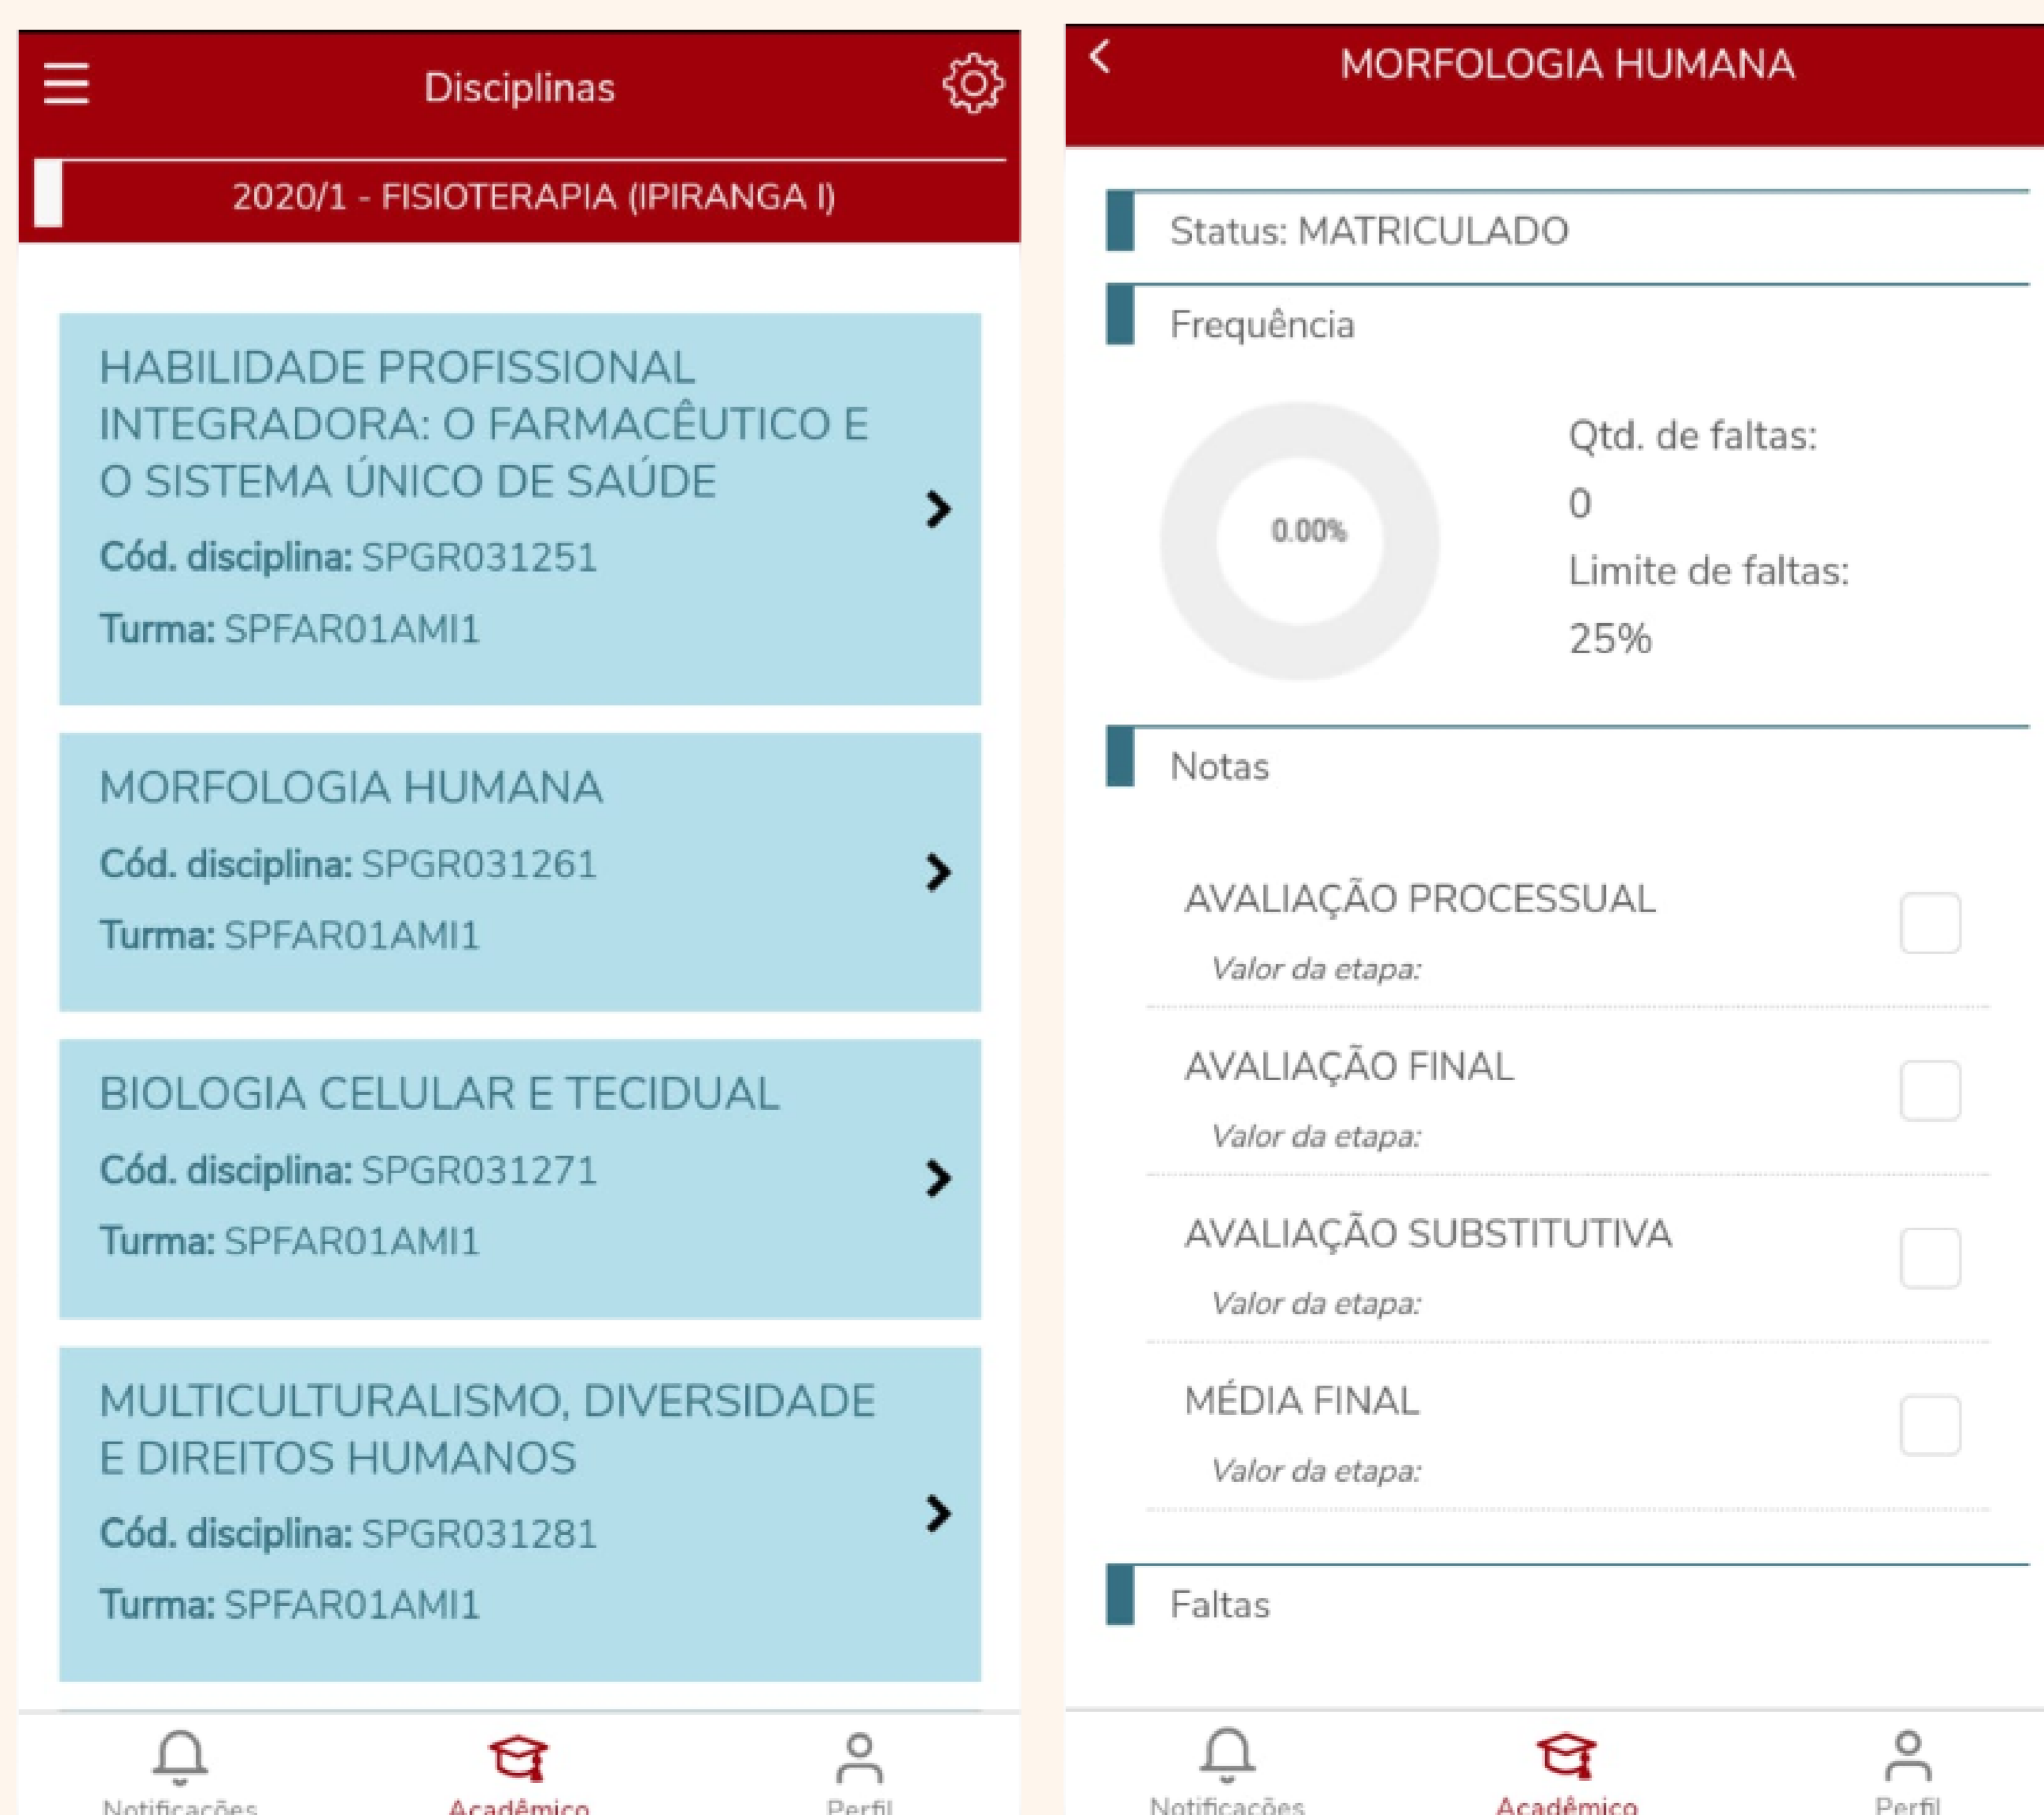 Disciplinas
2020/1 - FISIOTERAPIA (IPIRANGA I)
HABILIDADE PROFISSIONAL
INTEGRADORA: O FARMACÊUTICO E
O SISTEMA ÚNICO DE SAÚDE
Cód. disciplina: SPGR031251
Turma: SPFAR01AMI1
MORFOLOGIA HUMANA
Cód. disciplina: SPGR031261
Turma: SPFAR01AMI1
BIOLOGIA CELULAR E TECIDUAL
Cód. disciplina: SPGR031271
Turma: SPFAR01AMI1
MULTICULTURALISMO, DIVERSIDADE
E DIREITOS HUMANOS
Cód. disciplina: SPGR031281
Turma: SPFAR01AMI1
Notificações
Acadêmico
Perfil
MORFOLOGIA HUMANA
Status: MATRICULADO
Frequência
0.00%
Qtd. de faltas:
0
Limite de faltas:
25%
Notas
AVALIAÇÃO PROCESSUAL
Valor da etapa:
AVALIAÇÃO FINAL
Valor da etapa:
AVALIAÇÃO SUBSTITUTIVA
Valor da etapa:
MÉDIA FINAL
Valor da etapa:
Faltas
Notificações
Acadêmico
Perfil